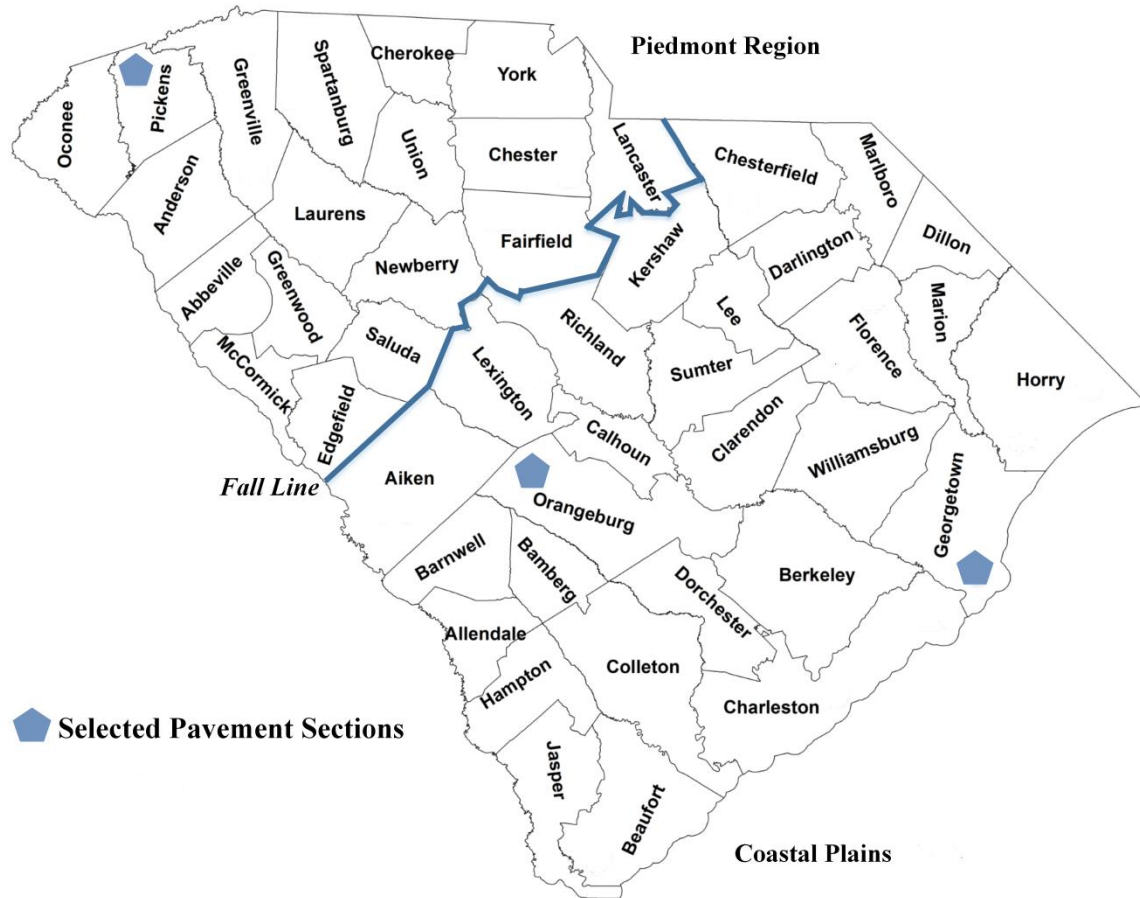 Piedmont Region
Cherokee
York
Spartanburg
Greenville
Pickens
Oconee
Union
Chester
Lancaster
Chesterfield
Marlboro
Anderson
Laurens
Fairfield
Kershaw
Darlington
Dillon
Newberry
Abbeville
Greenwood
Lee
Marion
Saluda
Richland
Florence
McCormick
Lexington
Sumter
Horry
Edgefield
Calhoun
Clarendon
Williamsburg
Fall Line
Aiken
Orangeburg
Georgetown
Barnwell
Bamberg
Berkeley
Dorchester
Allendale
Hampton
Colleton
Charleston
Selected Pavement Sections
Jasper
Beaufort
Coastal Plains